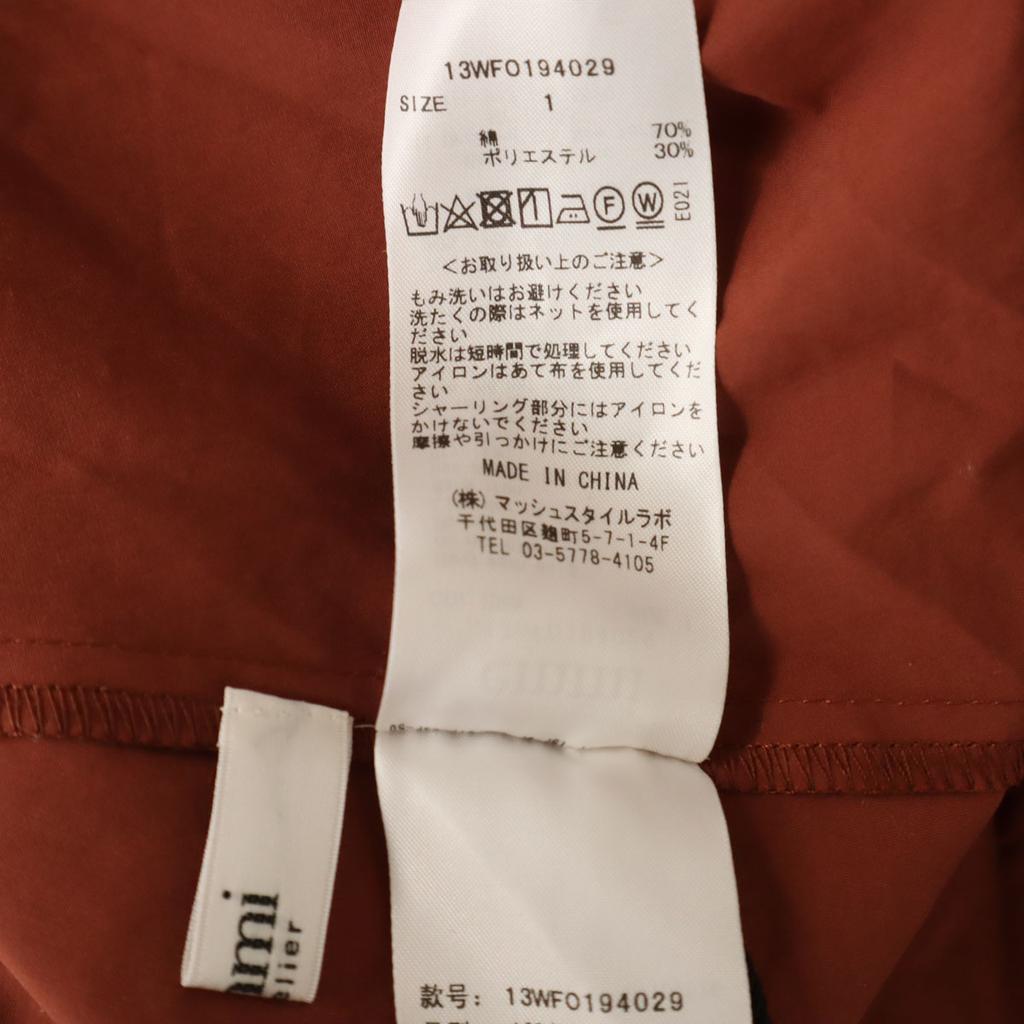 13WFO194029
SIZE 1
綿 70%
ポリエステル 30%
F W E021
<お取り扱い上のご注意>
もみ洗いはお避けください
洗たくの際はネットを使用してく
ださい
脱水は短時間で処理してください
アイロンはあて布を使用してくだ
さい
シャーリング部分にはアイロンを
かけないでください
摩擦や引っかけにご注意ください
MADE IN CHINA
(株) マッシュスタイルラボ
千代田区麹町5-7-1-4F
TEL 03-5778-4105
mmi
elier
款号: 13WFO194029